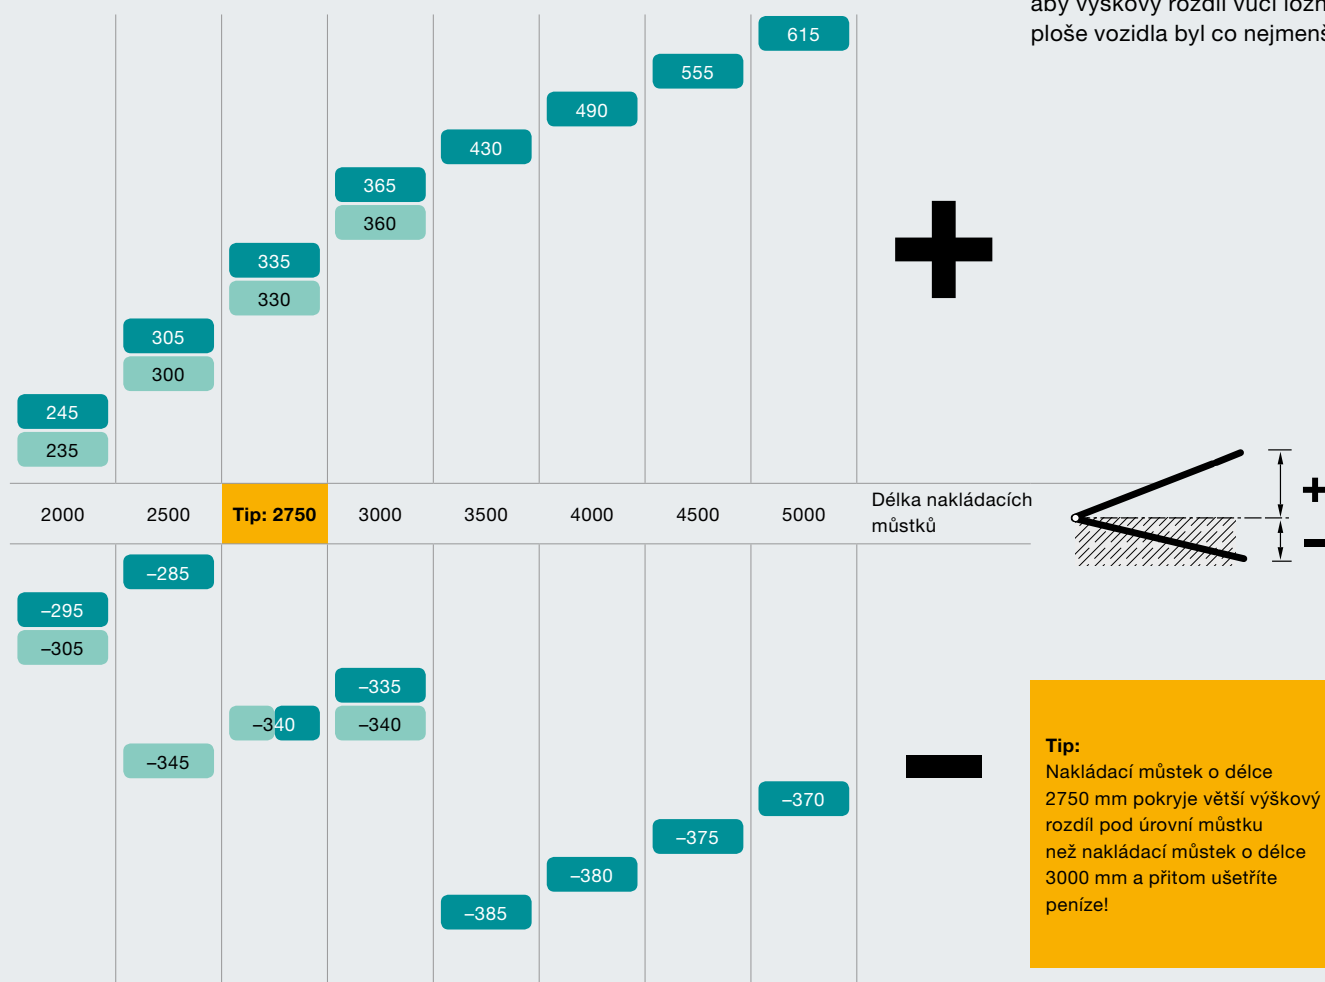 aby výškový rozdíl vůči ložn
ploše vozidla byl co nejmenš
615
555
490
430
365
360
335
330
305
300
245
235
2000 2500 Tip: 2750 3000 3500 4000 4500 5000 Délka nakládacích
můstků
+
–
–285
–295
–305
–335
–340 –340
–345
–370
–375
–380
–385
Tip:
Nakládací můstek o délce
2750 mm pokryje větší výškový
rozdíl pod úrovní můstku
než nakládací můstek o délce
3000 mm a přitom ušetříte
peníze!